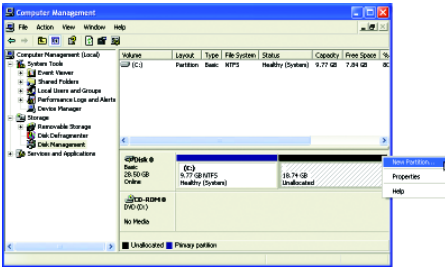 Computer Management
File Action View Window Help
Computer Management (Local)
System Tools
Event Viewer
Shared Folders
Local Users and Groups
Performance Logs and Alerts
Device Manager
Storage
Removable Storage
Disk Defragmenter
Disk Management
Services and Applications
Volume Layout Type File System Status Capacity Free Space %
(C:) Partition Basic NTFS Healthy (System) 9.77 GB 7.84 GB 80
Disk 0
Basic
28.50 GB
Online
(C:)
9.77 GB NTFS
Healthy (System)
18.74 GB
Unallocated
CD-ROM 0
DVD (D:)
No Media
Unallocated Primary partition
New Partition...
Properties
Help